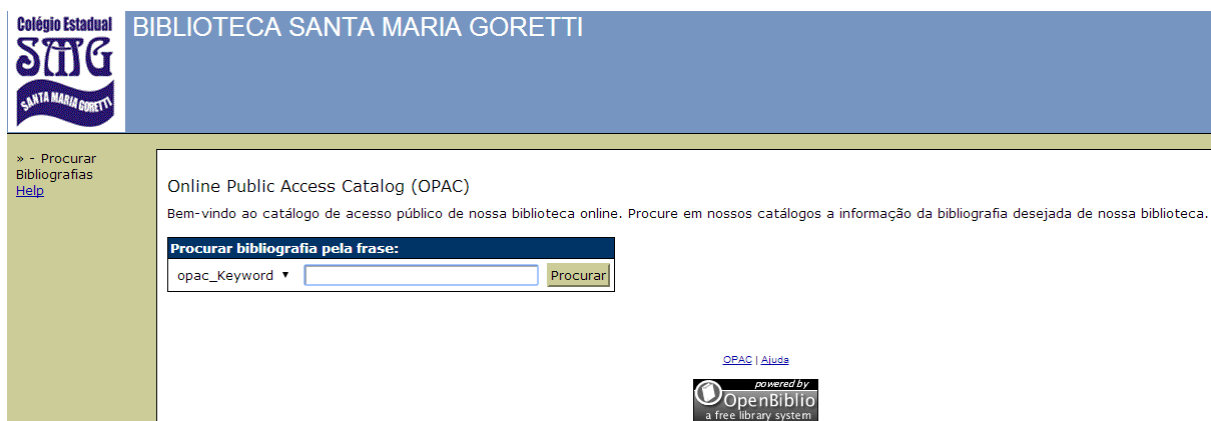 Colégio Estadual
SMG
SANTA MARIA GORETTI
BIBLIOTECA SANTA MARIA GORETTI
» - Procurar
Bibliografias
Help
Online Public Access Catalog (OPAC)
Bem-vindo ao catálogo de acesso público de nossa biblioteca online. Procure em nossos catálogos a informação da bibliografia desejada de nossa biblioteca.
Procurar bibliografia pela frase:
opac_Keyword ▼ Procurar
OPAC | Ajuda
powered by
OpenBiblio
a free library system